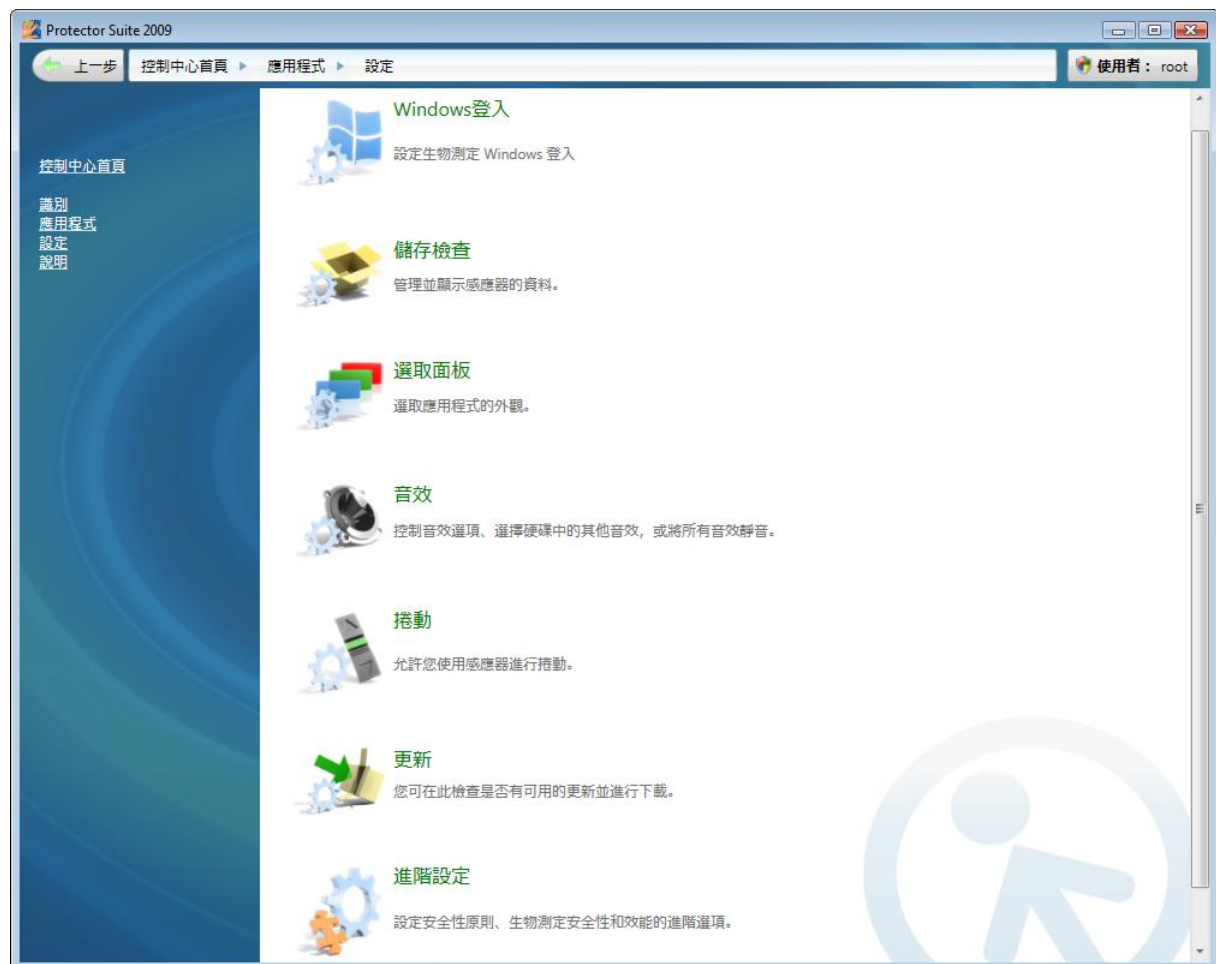 Protector Suite 2009
上一步 控制中心首頁 應用程式 設定 使用者： root
控制中心首頁
識別
應用程式
設定
說明
Windows登入
設定生物測定 Windows 登入
儲存檢查
管理並顯示感應器的資料。
選取面板
選取應用程式的外觀。
音效
控制音效選項、選擇硬碟中的其他音效，或將所有音效靜音。
捲動
允許您使用感應器進行捲動。
更新
您可在此檢查是否有可用的更新並進行下載。
進階設定
設定安全性原則、生物測定安全性和效能的進階選項。